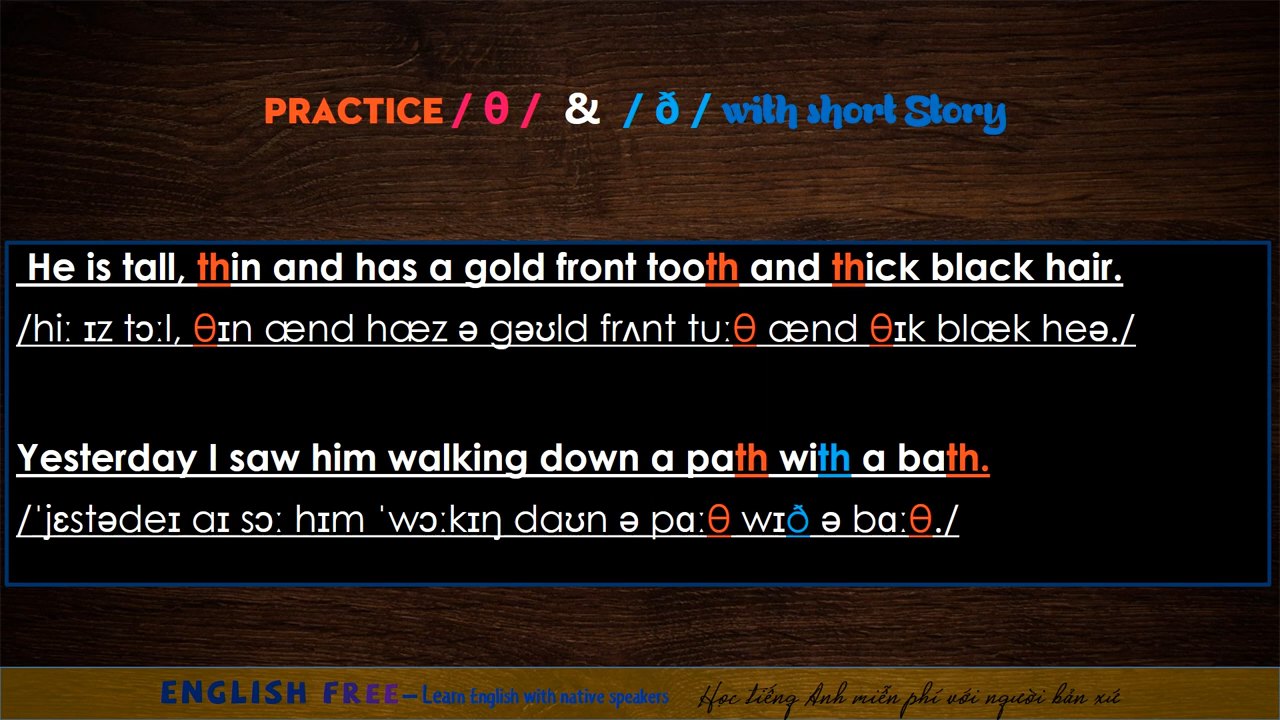 PRACTICE / θ / & / ð / with short Story
He is tall, thin and has a gold front tooth and thick black hair.
/hiː ɪz tɔːl, θɪn ænd hæz ə gəʊld frʌnt tuːθ ænd θɪk blæk heə./
Yesterday I saw him walking down a path with a bath.
/ˈjɛstədeɪ aɪ sɔː hɪm ˈwɔːkɪŋ daʊn ə pɑːθ wɪð ə bɑːθ./
ENGLISH FREE – Learn English with native speakers Học tiếng Anh miễn phí với người bản xứ